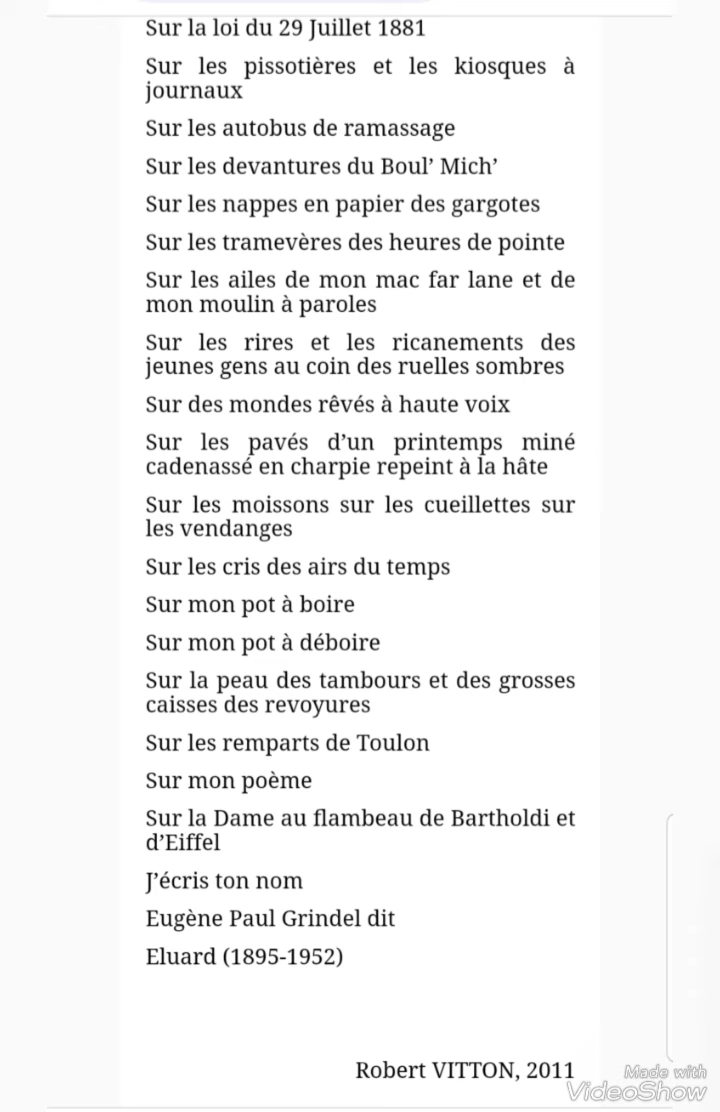 Sur la loi du 29 Juillet 1881
Sur les pissotières et les kiosques à
journaux
Sur les autobus de ramassage
Sur les devantures du Boul’ Mich’
Sur les nappes en papier des gargotes
Sur les tramevères des heures de pointe
Sur les ailes de mon mac far lane et de
mon moulin à paroles
Sur les rires et les ricanements des
jeunes gens au coin des ruelles sombres
Sur des mondes rêvés à haute voix
Sur les pavés d’un printemps miné
cadenassé en charpie repeint à la hâte
Sur les moissons sur les cueillettes sur
les vendanges
Sur les cris des airs du temps
Sur mon pot à boire
Sur mon pot à déboire
Sur la peau des tambours et des grosses
caisses des revoyures
Sur les remparts de Toulon
Sur mon poème
Sur la Dame au flambeau de Bartholdi et
d’Eiffel
J’écris ton nom
Eugène Paul Grindel dit
Eluard (1895-1952)
Robert VITTON, 2011
Made with
VideoShow